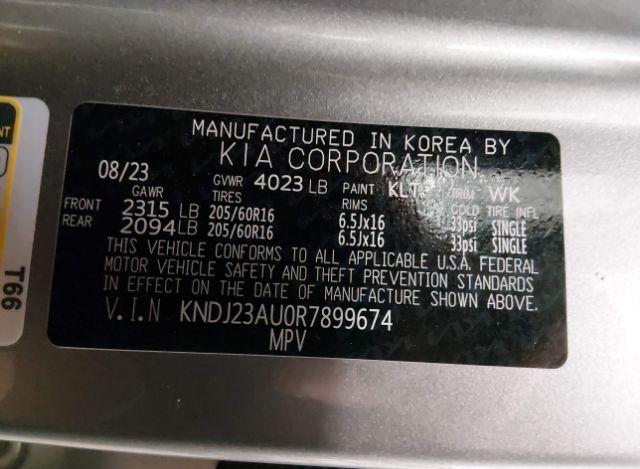 MANUFACTURED IN KOREA BY
KIA CORPORATION
08/23 GVWR 4023 LB PAINT TRIM WK
GAWR TIRES RIMS COLD TIRE INFL
FRONT 2315 LB 205/60R16 6.5Jx16 33psi SINGLE
REAR 2094 LB 205/60R16 6.5Jx16 33psi SINGLE
THIS VEHICLE CONFORMS TO ALL APPLICABLE U.S.A. FEDERAL
MOTOR VEHICLE SAFETY AND THEFT PREVENTION STANDARDS
IN EFFECT ON THE DATE OF MANUFACTURE SHOWN ABOVE.
V.I.N KNDJ23AU0R7899674
MPV
T66